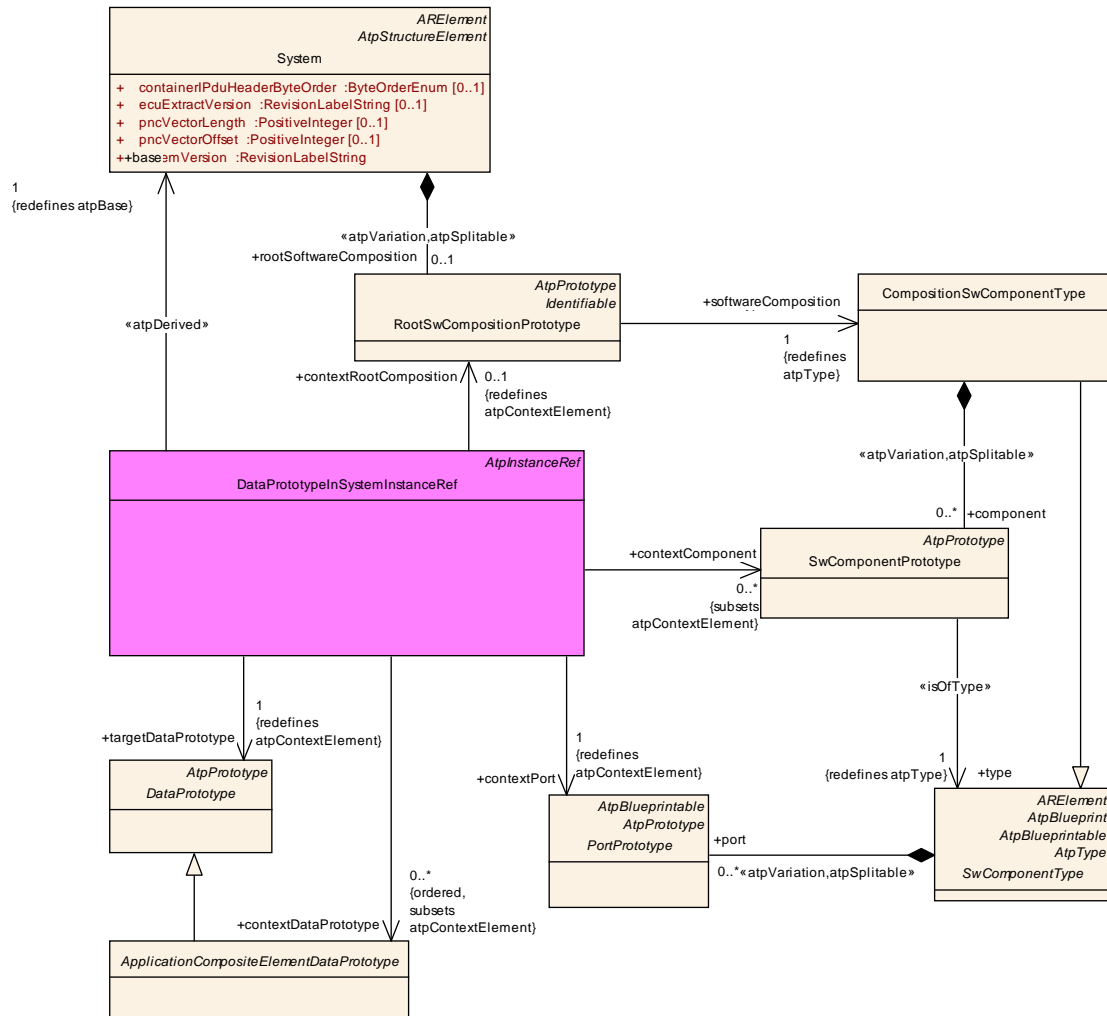 ARElement
AtpStructureElement
System
+ containerIPduHeaderByteOrder :ByteOrderEnum [0..1]
+ ecuExtractVersion :RevisionLabelString [0..1]
+ pncVectorLength :PositiveInteger [0..1]
+ pncVectorOffset :PositiveInteger [0..1]
++baseemVersion :RevisionLabelString
1
{redefines atpBase}
«atpVariation,atpSplitable»
+rootSoftwareComposition
0..1
AtpPrototype
Identifiable
RootSwCompositionPrototype
+softwareComposition
1
{redefines
atpType}
CompositionSwComponentType
«atpDerived»
+contextRootComposition
0..1
{redefines
atpContextElement}
AtpInstanceRef
DataPrototypeInSystemInstanceRef
«atpVariation,atpSplitable»
0..*
+component
+contextComponent
0..*
{subsets
atpContextElement}
AtpPrototype
SwComponentPrototype
«isOfType»
1
{redefines atpType}
+type
+targetDataPrototype
1
{redefines
atpContextElement}
AtpPrototype
DataPrototype
+contextPort
1
{redefines
atpContextElement}
AtpBlueprintable
AtpPrototype
PortPrototype
+port
0..*
«atpVariation,atpSplitable»
ARElement
AtpBlueprint
AtpBlueprintable
AtpType
SwComponentType
+contextDataPrototype
0..*
{ordered,
subsets
atpContextElement}
ApplicationCompositeElementDataPrototype